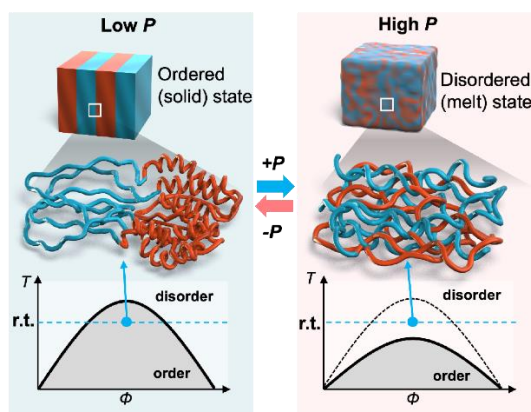 Low P
High P
Ordered
(solid) state
Disordered
(melt) state
+P
-P
T
disorder
r.t.
order
Φ
T
disorder
r.t.
order
Φ